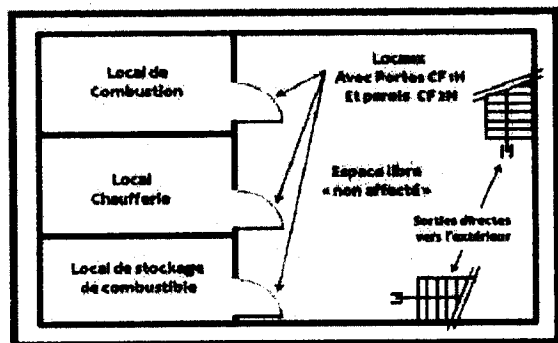 Local de
Combustion
Locaux
Avec Portes CF 1H
Et parois CF 2H
Local
Chaufferie
Espace libre
« non affecté »
Sorties directes
vers l'extérieur
Local de stockage
de combustible